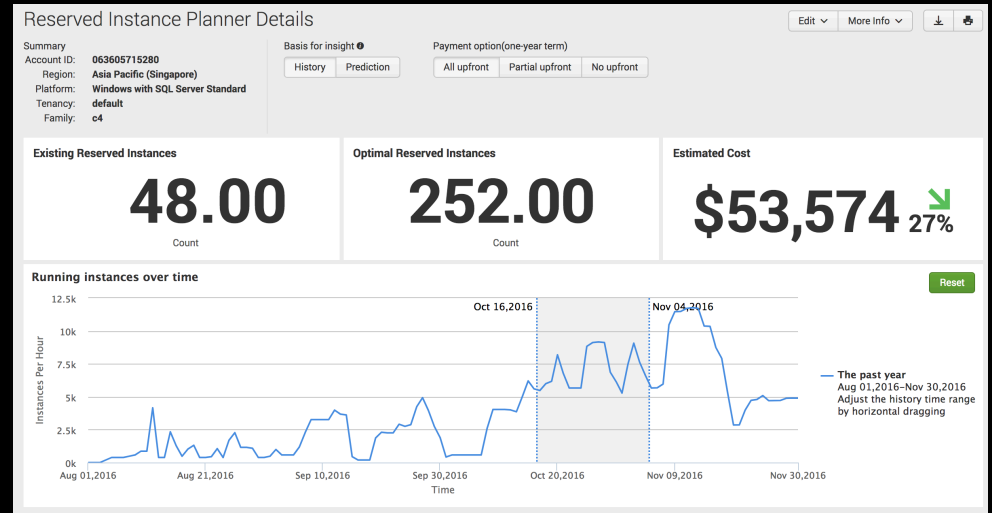 Reserved Instance Planner Details
Edit
More Info
Summary
Account ID: 063605715280
Region: Asia Pacific (Singapore)
Platform: Windows with SQL Server Standard
Tenancy: default
Family: c4
Basis for insight
History Prediction
Payment option(one-year term)
All upfront Partial upfront No upfront
Existing Reserved Instances
48.00
Count
Optimal Reserved Instances
252.00
Count
Estimated Cost
$53,574 27%
Running instances over time
Reset
Instances Per Hour
12.5k
10k
7.5k
5k
2.5k
0k
Oct 16,2016
Nov 04,2016
Aug 01,2016 Aug 21,2016 Sep 10,2016 Sep 30,2016 Oct 20,2016 Nov 09,2016 Nov 30,2016
Time
The past year
Aug 01,2016-Nov 30,2016
Adjust the history time range
by horizontal dragging